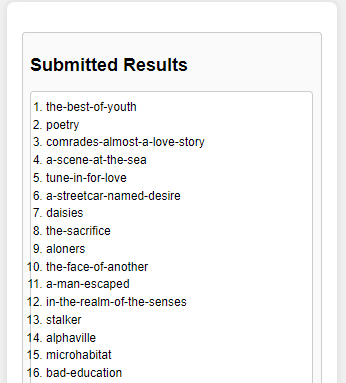 Submitted Results
1. the-best-of-youth
2. poetry
3. comrades-almost-a-love-story
4. a-scene-at-the-sea
5. tune-in-for-love
6. a-streetcar-named-desire
7. daisies
8. the-sacrifice
9. aloners
10. the-face-of-another
11. a-man-escaped
12. in-the-realm-of-the-senses
13. stalker
14. alphaville
15. microhabitat
16. bad-education